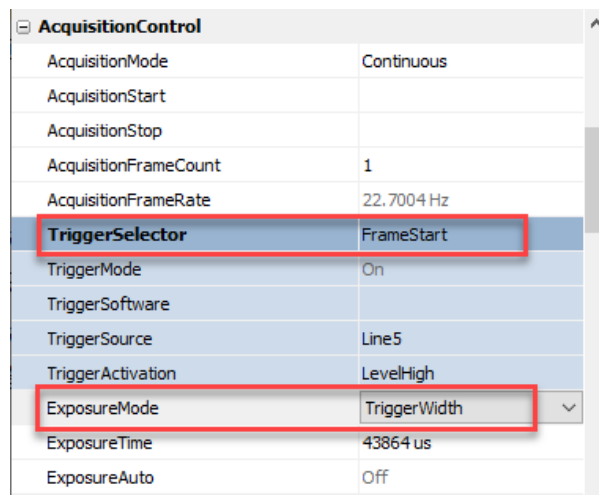 AcquisitionControl
AcquisitionMode Continuous
AcquisitionStart
AcquisitionStop
AcquisitionFrameCount 1
AcquisitionFrameRate 22.7004 Hz
TriggerSelector FrameStart
TriggerMode On
TriggerSoftware
TriggerSource Line5
TriggerActivation LevelHigh
ExposureMode TriggerWidth
ExposureTime 43864 us
ExposureAuto Off